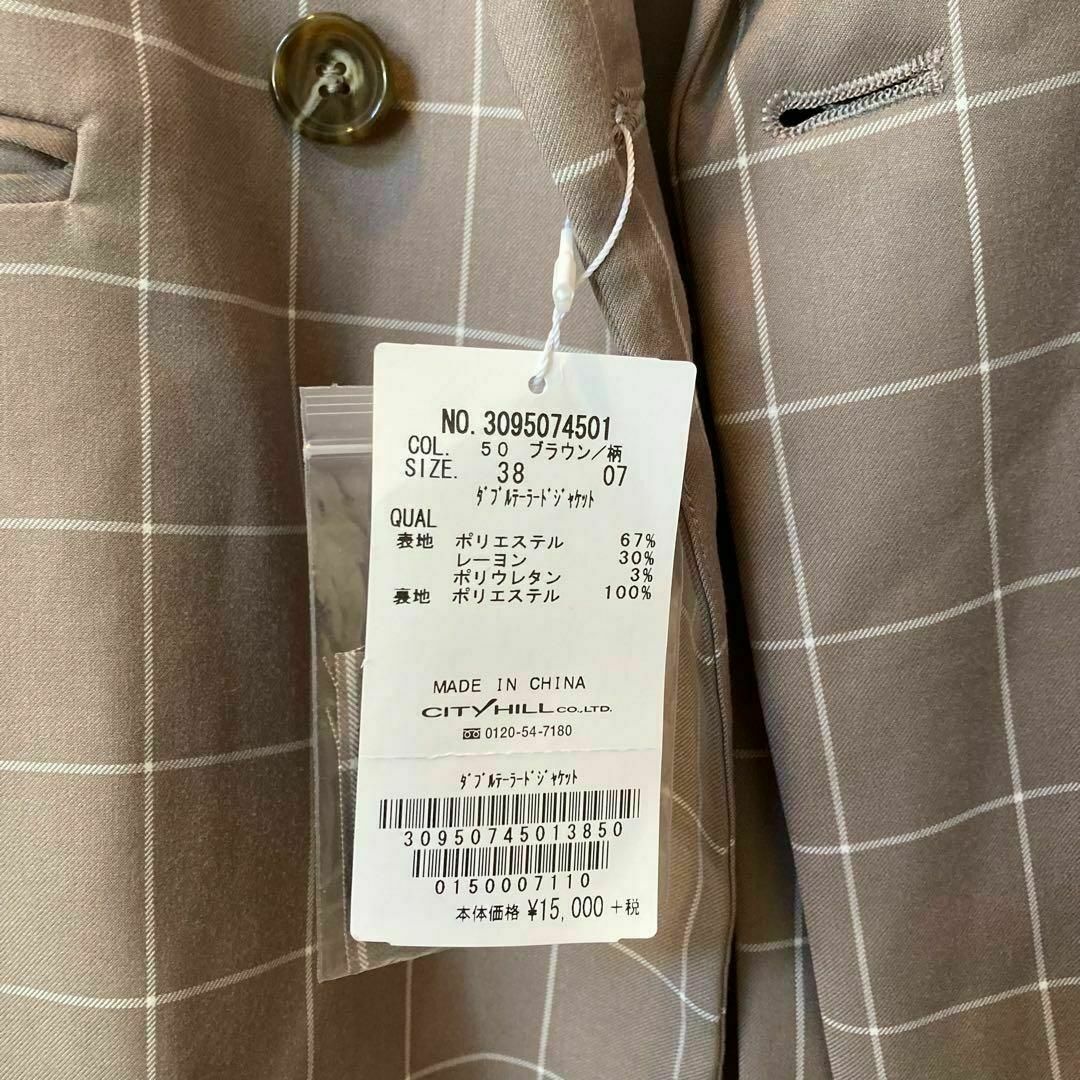 NO. 3095074501
COL. 50 ブラウン/柄
SIZE. 38 07
ﾀﾞﾌﾞﾙﾃｰﾗｰﾄﾞｼﾞｬｹｯﾄ
QUAL
表地 ポリエステル 67%
レーヨン 30%
ポリウレタン 3%
裏地 ポリエステル 100%
MADE IN CHINA
CITY HILL CO.,LTD.
0120-54-7180
ﾀﾞﾌﾞﾙﾃｰﾗｰﾄﾞｼﾞｬｹｯﾄ
30950745013850
0150007110
本体価格 ¥15,000 +税